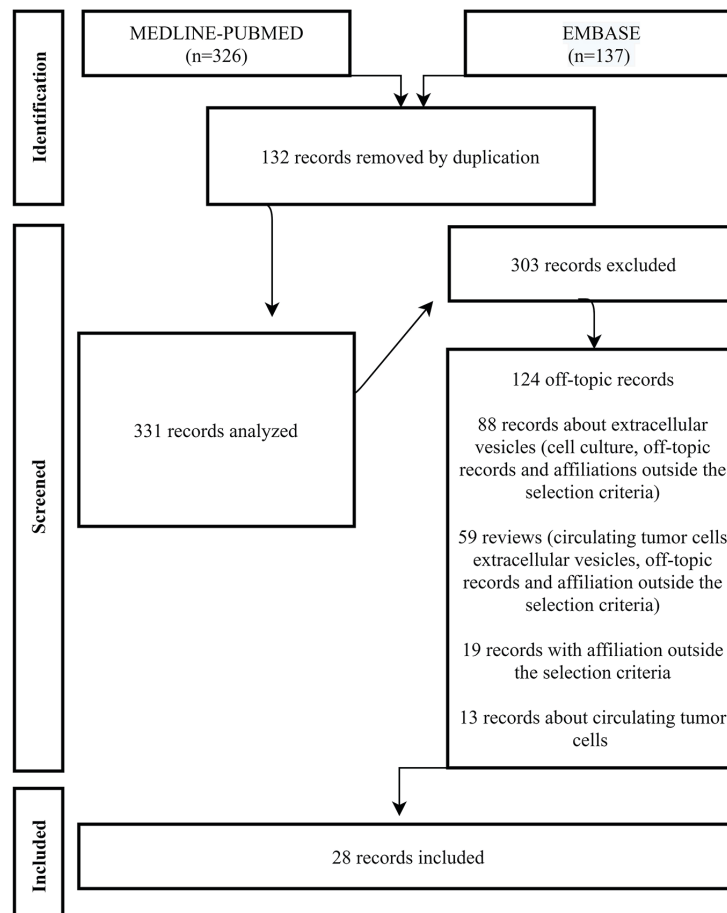 Identification
MEDLINE-PUBMED
(n=326)
EMBASE
(n=137)
132 records removed by duplication
Screened
303 records excluded
331 records analyzed
124 off-topic records
88 records about extracellular
vesicles (cell culture, off-topic
records and affiliations outside the
selection criteria)
59 reviews (circulating tumor cells
extracellular vesicles, off-topic
records and affiliation outside the
selection criteria)
19 records with affiliation outside
the selection criteria
13 records about circulating tumor
cells
Included
28 records included